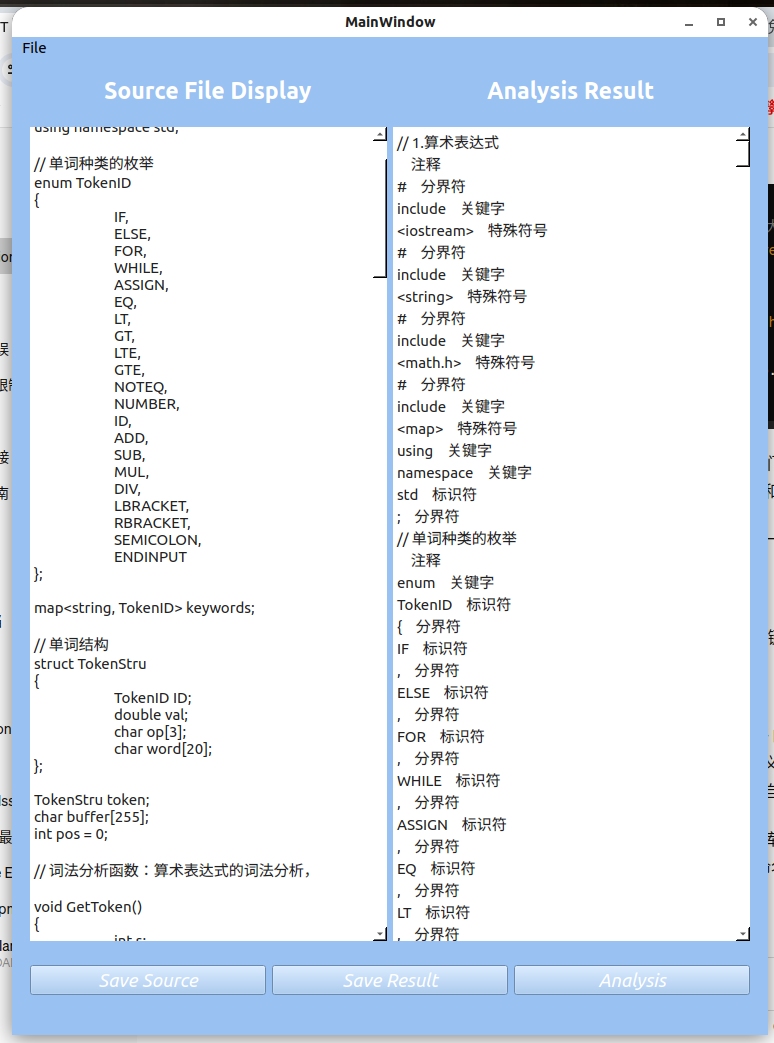 MainWindow
File
Source File Display
Analysis Result
using namespace std;
// 单词种类的枚举
enum TokenID
{
IF,
ELSE,
FOR,
WHILE,
ASSIGN,
EQ,
LT,
GT,
LTE,
GTE,
NOTEQ,
NUMBER,
ID,
ADD,
SUB,
MUL,
DIV,
LBRACKET,
RBRACKET,
SEMICOLON,
ENDINPUT
};
map<string, TokenID> keywords;
// 单词结构
struct TokenStru
{
TokenID ID;
double val;
char op[3];
char word[20];
};
TokenStru token;
char buffer[255];
int pos = 0;
// 词法分析函数：算术表达式的词法分析，
void GetToken()
{
int s;
// 1.算术表达式
注释
# 分界符
include 关键字
<iostream> 特殊符号
# 分界符
include 关键字
<string> 特殊符号
# 分界符
include 关键字
<math.h> 特殊符号
# 分界符
include 关键字
<map> 特殊符号
using 关键字
namespace 关键字
std 标识符
; 分界符
// 单词种类的枚举
注释
enum 关键字
TokenID 标识符
{ 分界符
IF 标识符
, 分界符
ELSE 标识符
, 分界符
FOR 标识符
, 分界符
WHILE 标识符
, 分界符
ASSIGN 标识符
, 分界符
EQ 标识符
, 分界符
LT 标识符
, 分界符
Save Source
Save Result
Analysis